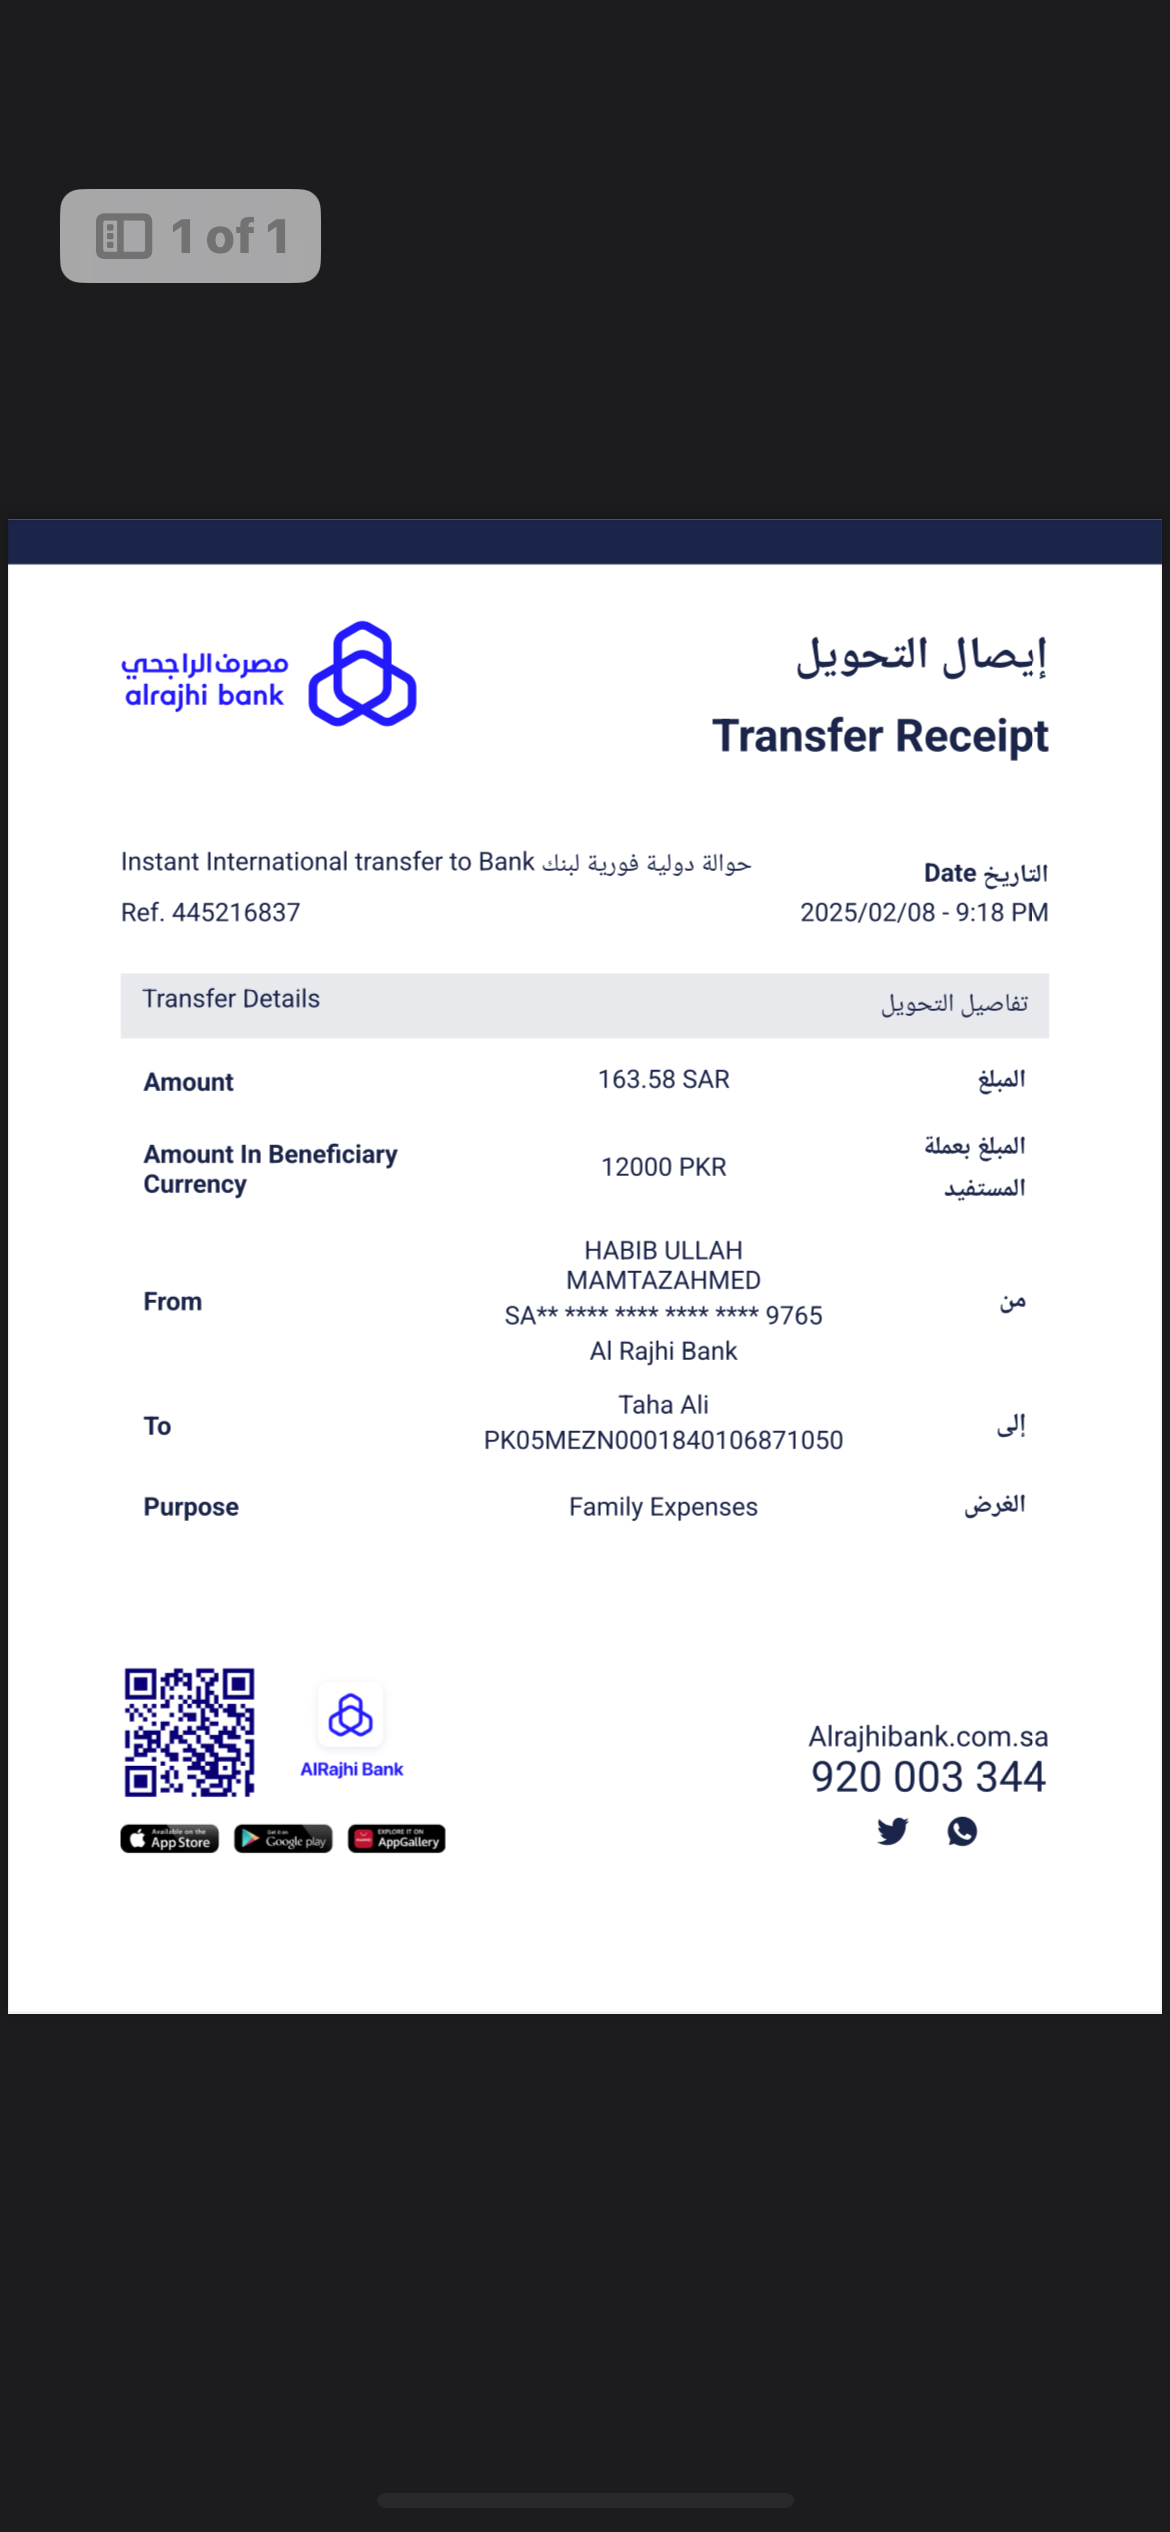 1 of 1
مصرف الراجحي
alrajhi bank
إيصال التحويل
Transfer Receipt
Instant International transfer to Bank حوالة دولية فورية لبنك
Ref. 445216837
Date التاريخ
2025/02/08 - 9:18 PM
Transfer Details تفاصيل التحويل
Amount 163.58 SAR المبلغ
Amount In Beneficiary
Currency
12000 PKR
المبلغ بعملة
المستفيد
From
HABIB ULLAH
MAMTAZAHMED
SA** **** **** **** **** 9765
Al Rajhi Bank
من
To
Taha Ali
PK05MEZN0001840106871050
إلى
Purpose Family Expenses الغرض
AlRajhi Bank
Available on the
App Store
Get it on
Google play
EXPLORE IT ON
AppGallery
Alrajhibank.com.sa
920 003 344